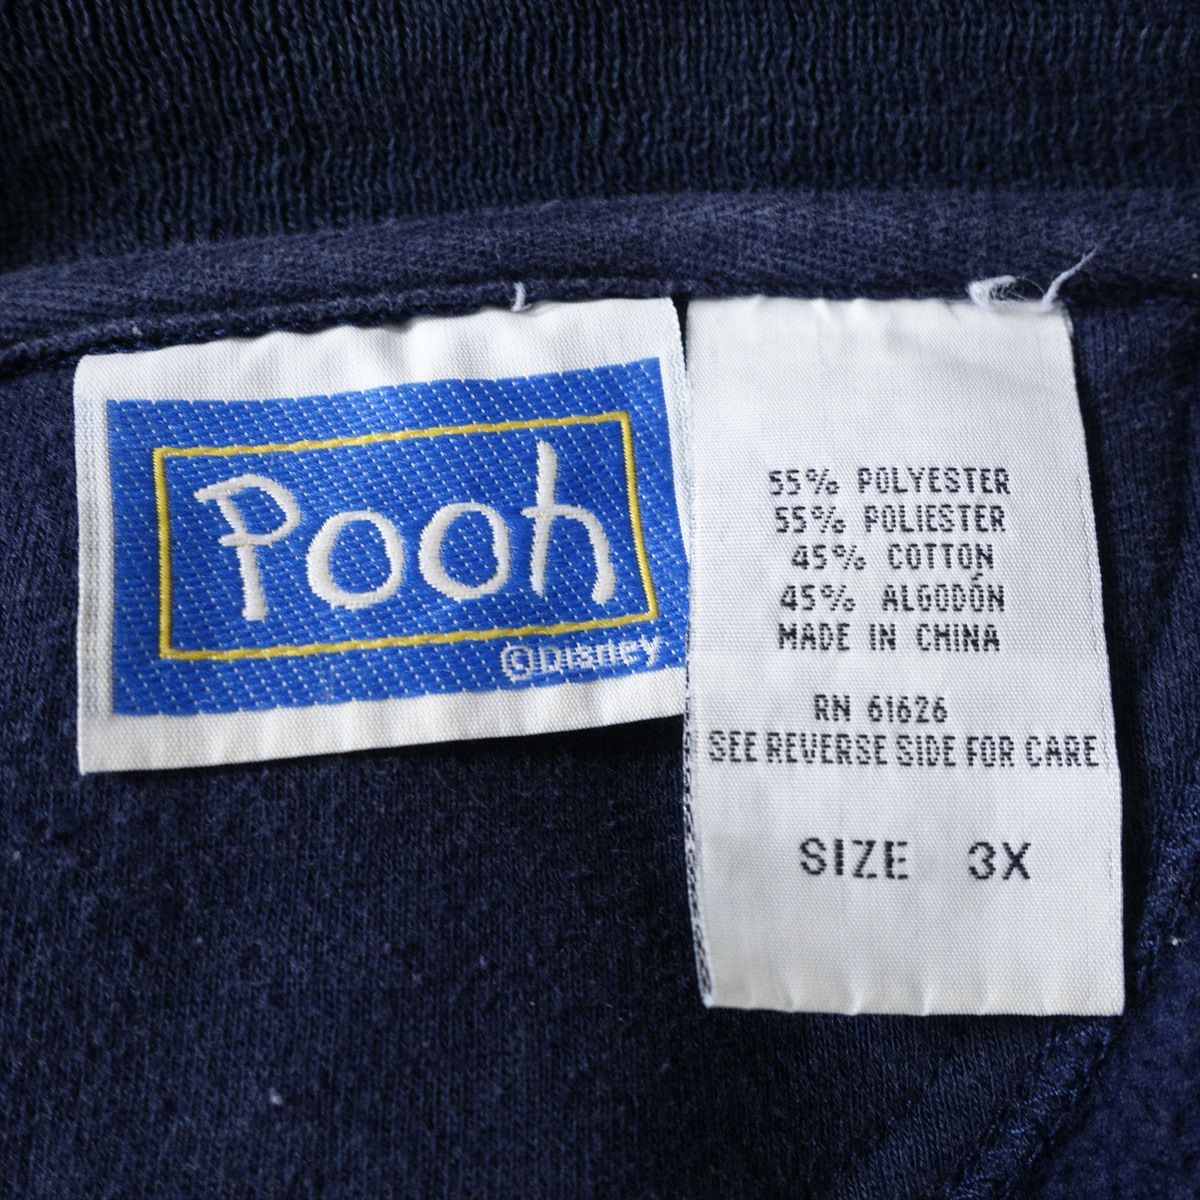 Pooh
©Disney
55% POLYESTER
55% POLIESTER
45% COTTON
45% ALGODÓN
MADE IN CHINA
RN 61626
SEE REVERSE SIDE FOR CARE
SIZE 3X